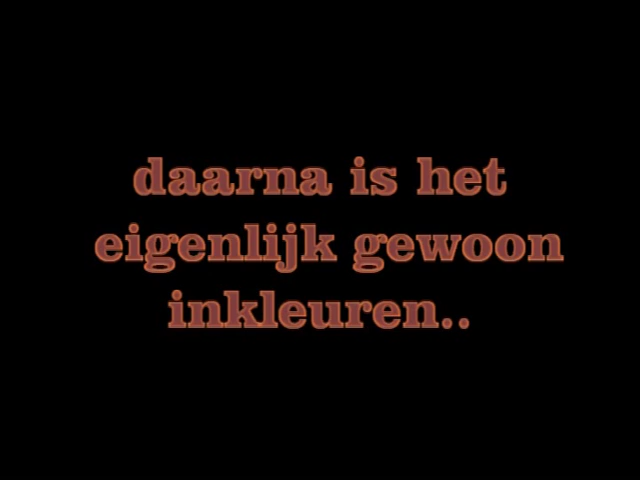 daarna is het
eigenlijk gewoon
inkleuren..